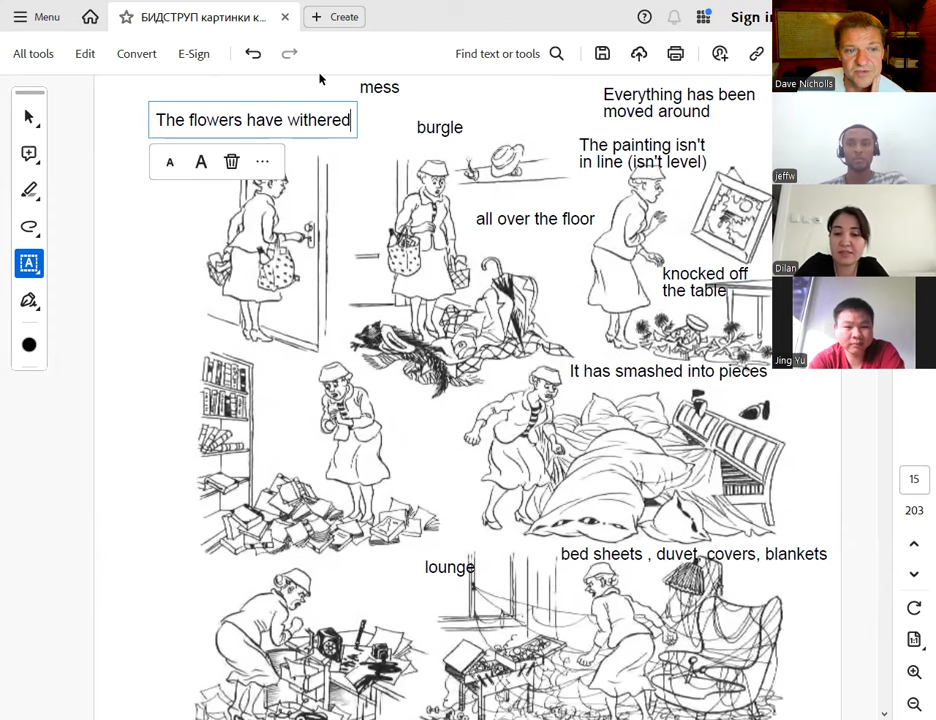 Menu
БИДСТРУП картинки к...
Create
Sign in
All tools
Edit
Convert
E-Sign
Find text or tools
Dave Nicholls
mess
Everything has been
moved around
The flowers have withered
burgle
The painting isn't
in line (isn't level)
A
A
jeffw
all over the floor
A
Dilan
knocked off
the table
Jing Yu
It has smashed into pieces
15
203
bed sheets , duvet, covers, blankets
lounge
1:1